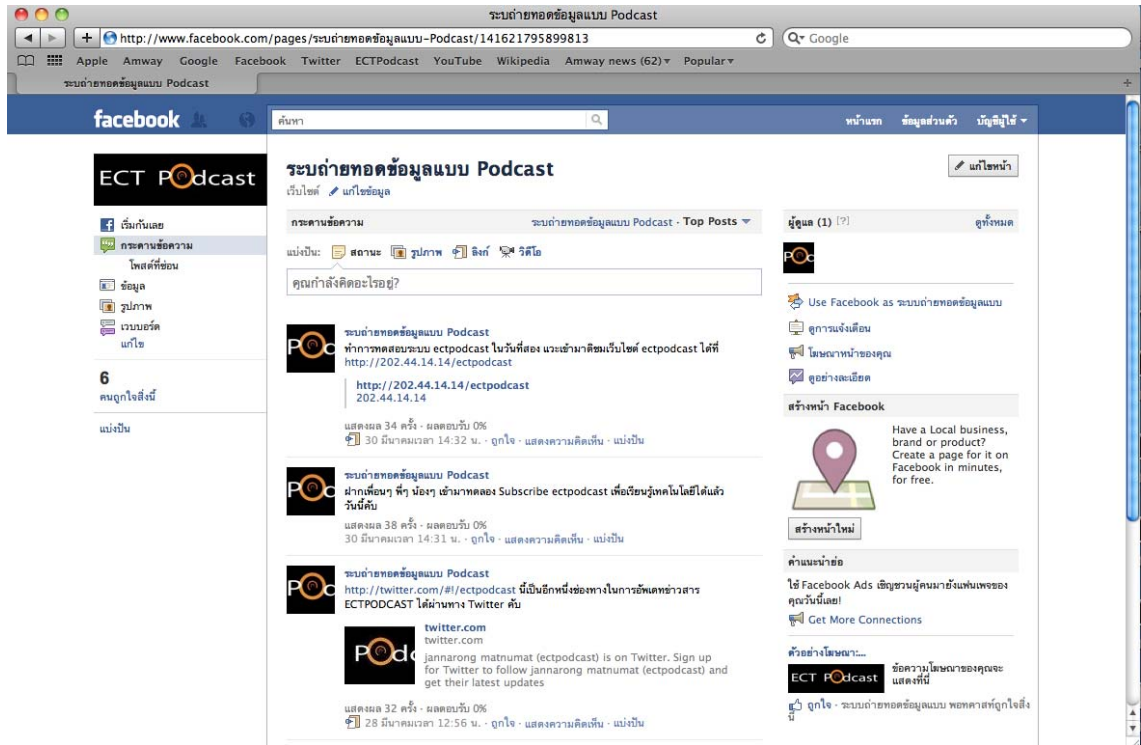 ระบถ่ายทอดข้อมูลแบบ Podcast
http://www.facebook.com/pages/ระบถ่ายทอดข้อมูลแบบ-Podcast/141621795899813
Google
Apple Amway Google Facebook Twitter ECTPodcast YouTube Wikipedia Amway news (62) Popular
ระบถ่ายทอดข้อมูลแบบ Podcast
facebook
ค้นหา
หน้าแรก ข้อมูลส่วนตัว บัญชีผู้ใช้
ECT Podcast
เริ่มกันเลย
กระดานข้อความ
โพสต์ที่ซ่อน
ข้อมูล
รูปภาพ
เวบบอร์ด
แก้ไข
6
คนถูกใจสิ่งนี้
แบ่งปัน
ระบถ่ายทอดข้อมูลแบบ Podcast
เว็บไซต์ แก้ไขข้อมูล
แก้ไขหน้า
กระดานข้อความ
ระบถ่ายทอดข้อมูลแบบ Podcast · Top Posts
แบ่งปัน: สถานะ รูปภาพ ลิงก์ วิดีโอ
คุณกำลังคิดอะไรอยู่?
ระบถ่ายทอดข้อมูลแบบ Podcast
ทำการทดสอบระบบ ectpodcast ในวันที่สอง แวะเข้ามาติชมเว็บไซต์ ectpodcast ได้ที่
http://202.44.14.14/ectpodcast
http://202.44.14.14/ectpodcast
202.44.14.14
แสดงผล 34 ครั้ง · ผลตอบรับ 0%
30 มีนาคมเวลา 14:32 น. · ถูกใจ · แสดงความคิดเห็น · แบ่งปัน
ระบถ่ายทอดข้อมูลแบบ Podcast
ฝากเพื่อนๆ พี่ๆ น้องๆ เข้ามาทดลอง Subscribe ectpodcast เพื่อเรียนรู้เทคโนโลยีได้แล้ว
วันนี้คับ
แสดงผล 38 ครั้ง · ผลตอบรับ 0%
30 มีนาคมเวลา 14:31 น. · ถูกใจ · แสดงความคิดเห็น · แบ่งปัน
ระบถ่ายทอดข้อมูลแบบ Podcast
http://twitter.com/#!/ectpodcast นี่เป็นอีกหนึ่งช่องทางในการอัพเดทข่าวสาร
ECTPODCAST ได้ผ่านทาง Twitter คับ
twitter.com
twitter.com
jannarong matnumat (ectpodcast) is on Twitter. Sign up
for Twitter to follow jannarong matnumat (ectpodcast) and
get their latest updates
แสดงผล 32 ครั้ง · ผลตอบรับ 0%
28 มีนาคมเวลา 12:56 น. · ถูกใจ · แสดงความคิดเห็น · แบ่งปัน
ผู้ดูแล (1) [?] ดูทั้งหมด
Use Facebook as ระบบถ่ายทอดข้อมูลแบบ
ดูการแจ้งเตือน
โฆษณาหน้าของคุณ
ดูอย่างละเอียด
สร้างหน้า Facebook
Have a Local business,
brand or product?
Create a page for it on
Facebook in minutes,
for free.
สร้างหน้าใหม่
คำแนะนำย่อ
ใช้ Facebook Ads เชิญชวนผู้คนมายังแฟนเพจของ
คุณวันนี้เลย!
Get More Connections
ตัวอย่างโฆษณา:...
ECT Podcast
ข้อความโฆษณาของคุณจะ
แสดงที่นี่
ถูกใจ · ระบบถ่ายทอดข้อมูลแบบ พอทคาสท์ถูกใจสิ่ง
นี้